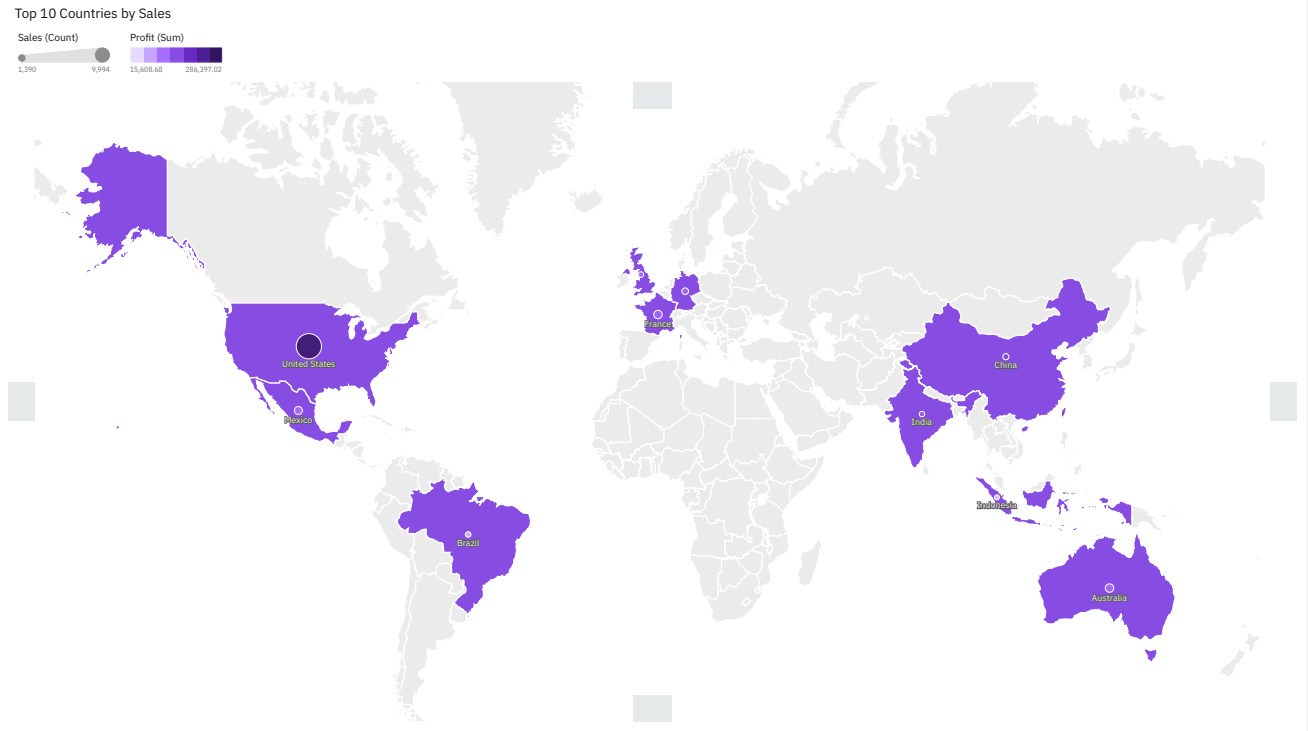 Top 10 Countries by Sales
Sales (Count)
Profit (Sum)
1,390
9,994
15,608.68
286,397.02
France
United States
China
Mexico
India
Indonesia
Brazil
Australia